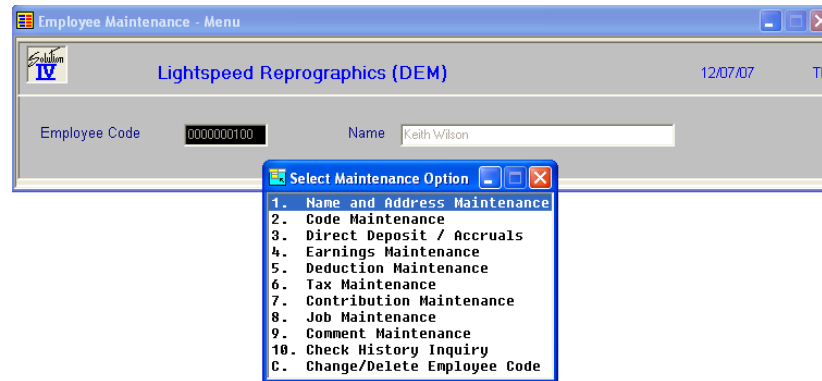 Employee Maintenance - Menu
Solution
IV
Lightspeed Reprographics (DEM) 12/07/07
Employee Code 0000000100 Name Keith Wilson
Select Maintenance Option
1. Name and Address Maintenance
2. Code Maintenance
3. Direct Deposit / Accruals
4. Earnings Maintenance
5. Deduction Maintenance
6. Tax Maintenance
7. Contribution Maintenance
8. Job Maintenance
9. Comment Maintenance
10. Check History Inquiry
C. Change/Delete Employee Code